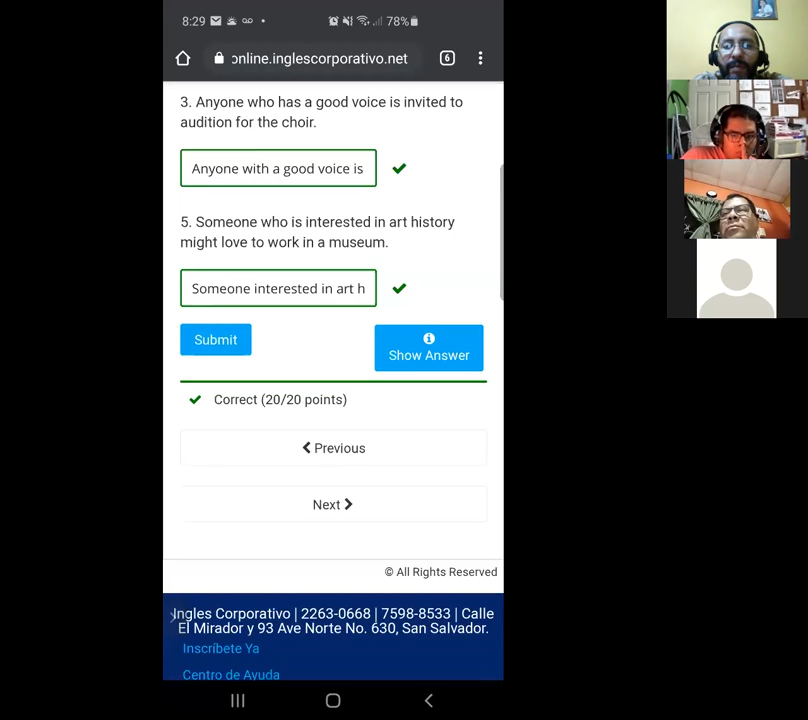 8:29
78%
online.inglescorporativo.net
6
3. Anyone who has a good voice is invited to
audition for the choir.
Anyone with a good voice is
5. Someone who is interested in art history
might love to work in a museum.
Someone interested in art h
Submit
Show Answer
Correct (20/20 points)
Previous
Next
© All Rights Reserved
Ingles Corporativo | 2263-0668 | 7598-8533 | Calle
El Mirador y 93 Ave Norte No. 630, San Salvador.
Inscríbete Ya
Centro de Ayuda